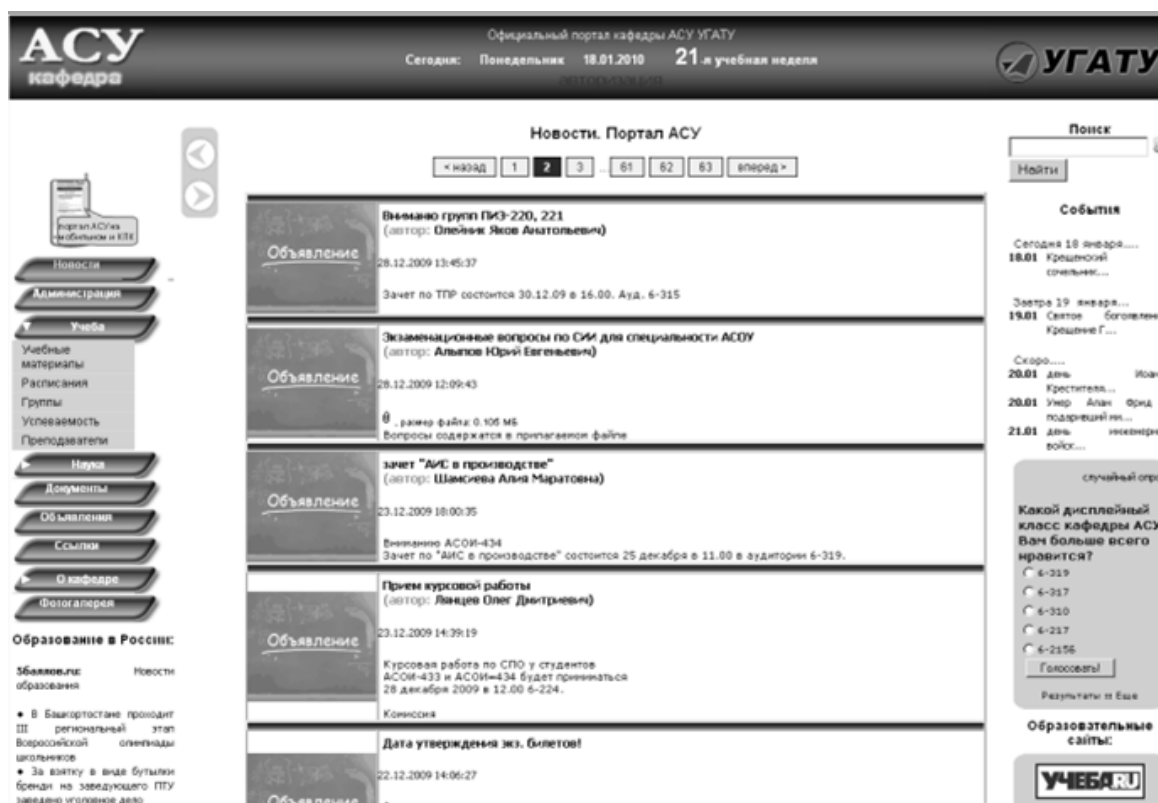 АСУ
кафедра
Официальный портал кафедры АСУ УГАТУ
Сегодня: Понедельник 18.01.2010 21-я учебная неделя
авторизация
УГАТУ
портал АСУ на
мобильном и КПК
Новости
Администрация
Учеба
Учебные
материалы
Расписания
Группы
Успеваемость
Преподаватели
Наука
Документы
Объявления
Ссылки
О кафедре
Фотогалерея
Образование в России:
5баллов.ru: Новости
образования
• В Башкортостане проходит
III региональный этап
Всероссийской олимпиады
школьников
• За взятку в виде бутылки
бренди на заведующего ПТУ
заведено уголовное дело
Новости. Портал АСУ
< назад 1 2 3 ... 61 62 63 вперед >
Объявление
Вниманию групп ПИЭ-220, 221
(автор: Олейник Яков Анатольевич)
28.12.2009 13:45:37
Зачет по ТПР состоится 30.12.09 в 16.00. Ауд. 6-315
Объявление
Экзаменационные вопросы по СИИ для специальности АСОУ
(автор: Алыпов Юрий Евгеньевич)
28.12.2009 12:09:43
, размер файла: 0.105 МБ
Вопросы содержатся в прилагаемом файле
Объявление
зачет "АИС в производстве"
(автор: Шамсиева Алия Маратовна)
23.12.2009 18:00:35
Вниманию АСОИ-434
Зачет по "АИС в производстве" состоится 25 декабря в 11.00 в аудитории 6-319.
Объявление
Прием курсовой работы
(автор: Лянцев Олег Дмитриевич)
23.12.2009 14:39:19
Курсовая работа по СПО у студентов
АСОИ-433 и АСОИ=434 будет приниматься
28 декабря 2009 в 12.00 6-224.
Комиссия
Объявление
Дата утверждения экз. билетов!
22.12.2009 14:06:27
Поиск
Найти
События
Сегодня 18 января....
18.01 Крещенский
сочельник...
Завтра 19 января...
19.01 Святое
Крещение Г...
Скоро....
20.01 день
Крестителя...
20.01 Умер Алан Фрид
подаривший ми...
21.01 день
войск...
случайный
Какой дисплейный
класс кафедры АСУ
Вам больше всего
нравится?
6-319
6-317
6-310
6-217
6-215б
Голосовать!
Результаты :: Еще
Образовательные
сайты:
УЧЕБА.RU